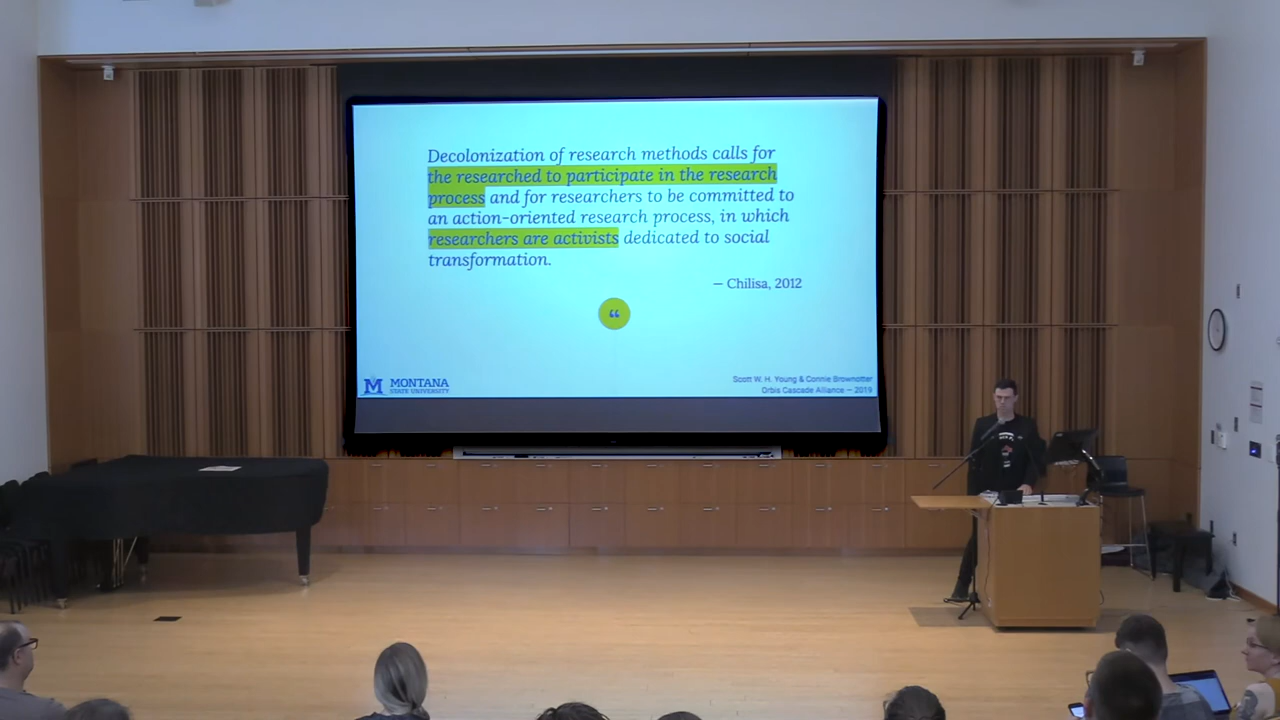 Decolonization of research methods calls for
the researched to participate in the research
process and for researchers to be committed to
an action-oriented research process, in which
researchers are activists dedicated to social
transformation.
— Chilisa, 2012
“
M MONTANA
STATE UNIVERSITY
Scott W. H. Young & Connie Brownotter
Orbis Cascade Alliance – 2019